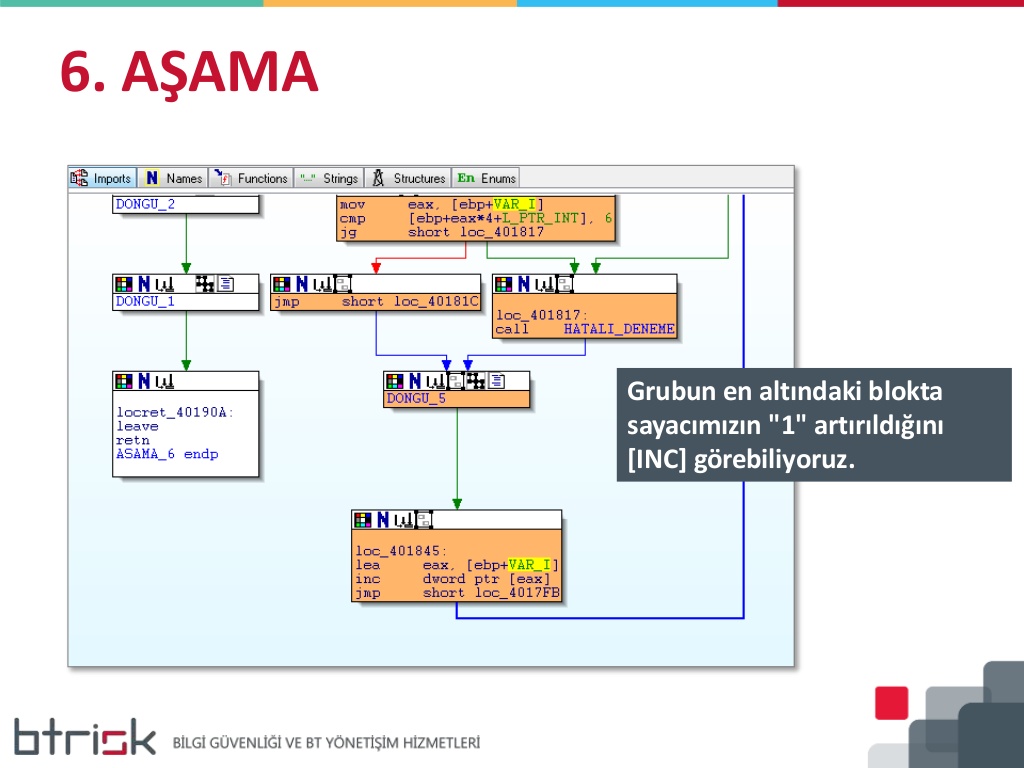 6. AŞAMA
Imports
Names
Functions
Strings
Structures
En Enums
DONGU_2
mov eax, [ebp+VAR_I]
cmp [ebp+eax*4+L_PTR_INT], 6
jg short loc_401817
DONGU_1
jmp short loc_40181C
loc_401817:
call HATALI_DENEME
locret_40190A:
leave
retn
ASAMA_6 endp
DONGU_5
Grubun en altındaki blokta
sayacımızın "1" artırıldığını
[INC] görebiliyoruz.
loc_401845:
lea eax, [ebp+VAR_I]
inc dword ptr [eax]
jmp short loc_4017FB
btrisk BİLGİ GÜVENLİĞİ VE BT YÖNETİŞİM HİZMETLERİ